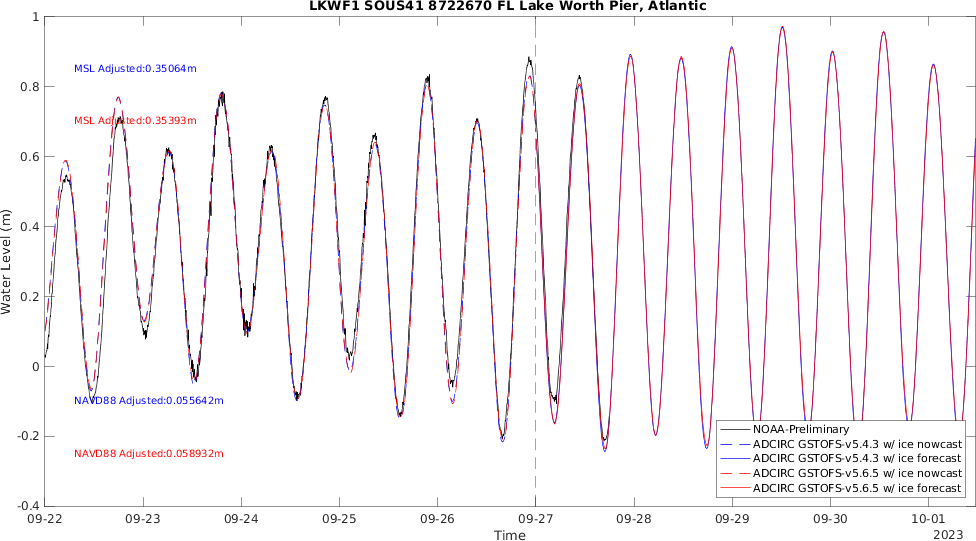 LKWF1 SOUS41 8722670 FL Lake Worth Pier, Atlantic
1
0.8
0.6
0.4
0.2
0
-0.2
-0.4
Water Level (m)
MSL Adjusted:0.35064m
MSL Adjusted:0.35393m
NAVD88 Adjusted:0.055642m
NAVD88 Adjusted:0.058932m
NOAA-Preliminary
ADCIRC GSTOFS-v5.4.3 w/ ice nowcast
ADCIRC GSTOFS-v5.4.3 w/ ice forecast
ADCIRC GSTOFS-v5.6.5 w/ ice nowcast
ADCIRC GSTOFS-v5.6.5 w/ ice forecast
09-22 09-23 09-24 09-25 09-26 09-27 09-28 09-29 09-30 10-01
Time
2023